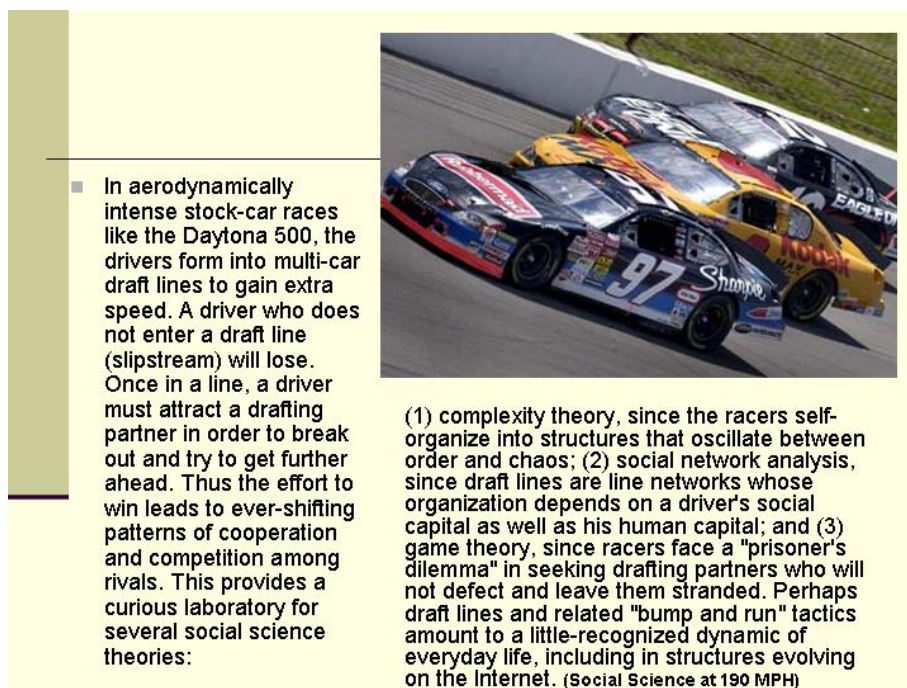 In aerodynamically
intense stock-car races
like the Daytona 500, the
drivers form into multi-car
draft lines to gain extra
speed. A driver who does
not enter a draft line
(slipstream) will lose.
Once in a line, a driver
must attract a drafting
partner in order to break
out and try to get further
ahead. Thus the effort to
win leads to ever-shifting
patterns of cooperation
and competition among
rivals. This provides a
curious laboratory for
several social science
theories:
Rubbermaid
97
Sharpie
Kodak
MAX
EAGLE
(1) complexity theory, since the racers self-
organize into structures that oscillate between
order and chaos; (2) social network analysis,
since draft lines are line networks whose
organization depends on a driver's social
capital as well as his human capital; and (3)
game theory, since racers face a "prisoner's
dilemma" in seeking drafting partners who will
not defect and leave them stranded. Perhaps
draft lines and related "bump and run" tactics
amount to a little-recognized dynamic of
everyday life, including in structures evolving
on the Internet. (Social Science at 190 MPH)